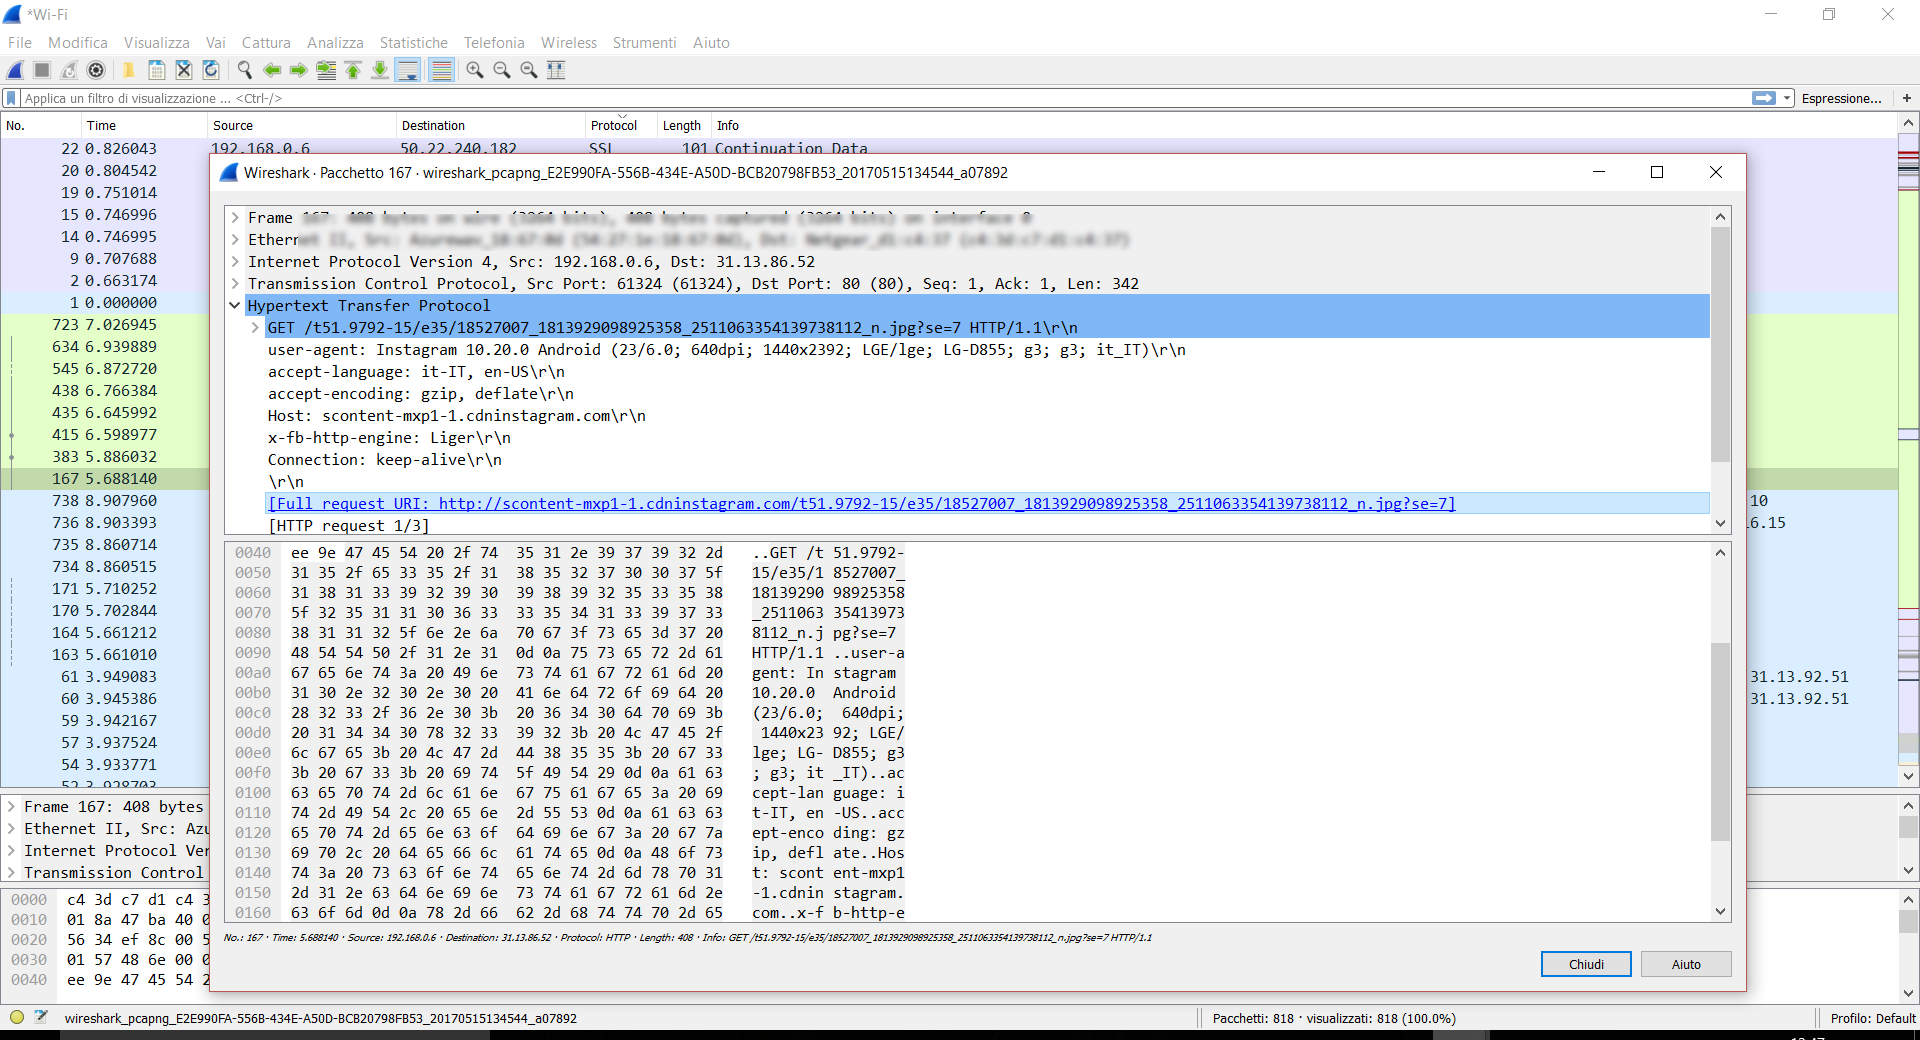 *Wi-Fi
File Modifica Visualizza Vai Cattura Analizza Statistiche Telefonia Wireless Strumenti Aiuto
Applica un filtro di visualizzazione ... <Ctrl-/> Espressione... +
No. Time Source Destination Protocol Length Info
22 0.826043 192.168.0.6 50.22.240.182 SSL 101 Continuation Data
20 0.804542
19 0.751014
15 0.746996
14 0.746995
9 0.707688
2 0.663174
1 0.000000
723 7.026945
634 6.939889
545 6.872720
438 6.766384
435 6.645992
415 6.598977
383 5.886032
167 5.688140
738 8.907960 10
736 8.903393 6.15
735 8.860714
734 8.860515
171 5.710252
170 5.702844
164 5.661212
163 5.661010
61 3.949083 31.13.92.51
60 3.945386 31.13.92.51
59 3.942167
57 3.937524
54 3.933771
52 3.928703
Wireshark · Pacchetto 167 · wireshark_pcapng_E2E990FA-556B-434E-A50D-BCB20798FB53_20170515134544_a07892
Frame 167: 408 bytes on wire (3264 bits), 408 bytes captured (3264 bits) on interface 0
Ethernet II, Src:
Internet Protocol Version 4, Src: 192.168.0.6, Dst: 31.13.86.52
Transmission Control Protocol, Src Port: 61324 (61324), Dst Port: 80 (80), Seq: 1, Ack: 1, Len: 342
Hypertext Transfer Protocol
GET /t51.9792-15/e35/18527007_1813929098925358_2511063354139738112_n.jpg?se=7 HTTP/1.1\r\n
user-agent: Instagram 10.20.0 Android (23/6.0; 640dpi; 1440x2392; LGE/lge; LG-D855; g3; g3; it_IT)\r\n
accept-language: it-IT, en-US\r\n
accept-encoding: gzip, deflate\r\n
Host: scontent-mxp1-1.cdninstagram.com\r\n
x-fb-http-engine: Liger\r\n
Connection: keep-alive\r\n
\r\n
[Full request URI: http://scontent-mxp1-1.cdninstagram.com/t51.9792-15/e35/18527007_1813929098925358_2511063354139738112_n.jpg?se=7]
[HTTP request 1/3]
0040 ee 9e 47 45 54 20 2f 74 35 31 2e 39 37 39 32 2d ..GET /t 51.9792-
0050 31 35 2f 65 33 35 2f 31 38 35 32 37 30 30 37 5f 15/e35/1 8527007_
0060 31 38 31 33 39 32 39 30 39 38 39 32 35 33 35 38 18139290 98925358
0070 5f 32 35 31 31 30 36 33 33 35 34 31 33 39 37 33 _2511063 35413973
0080 38 31 31 32 5f 6e 2e 6a 70 67 3f 73 65 3d 37 20 8112_n.j pg?se=7
0090 48 54 54 50 2f 31 2e 31 0d 0a 75 73 65 72 2d 61 HTTP/1.1 ..user-a
00a0 67 65 6e 74 3a 20 49 6e 73 74 61 67 72 61 6d 20 gent: In stagram
00b0 31 30 2e 32 30 2e 30 20 41 6e 64 72 6f 69 64 20 10.20.0 Android
00c0 28 32 33 2f 36 2e 30 3b 20 36 34 30 64 70 69 3b (23/6.0; 640dpi;
00d0 20 31 34 34 30 78 32 33 39 32 3b 20 4c 47 45 2f 1440x23 92; LGE/
00e0 6c 67 65 3b 20 4c 47 2d 44 38 35 35 3b 20 67 33 lge; LG- D855; g3
00f0 3b 20 67 33 3b 20 69 74 5f 49 54 29 0d 0a 61 63 ; g3; it _IT)..ac
0100 63 65 70 74 2d 6c 61 6e 67 75 61 67 65 3a 20 69 cept-lan guage: i
0110 74 2d 49 54 2c 20 65 6e 2d 55 53 0d 0a 61 63 63 t-IT, en -US..acc
0120 65 70 74 2d 65 6e 63 6f 64 69 6e 67 3a 20 67 7a ept-enco ding: gz
0130 69 70 2c 20 64 65 66 6c 61 74 65 0d 0a 48 6f 73 ip, defl ate..Hos
0140 74 3a 20 73 63 6f 6e 74 65 6e 74 2d 6d 78 70 31 t: scont ent-mxp1
0150 2d 31 2e 63 64 6e 69 6e 73 74 61 67 72 61 6d 2e -1.cdnin stagram.
0160 63 6f 6d 0d 0a 78 2d 66 62 2d 68 74 74 70 2d 65 com..x-f b-http-e
No.: 167 · Time: 5.688140 · Source: 192.168.0.6 · Destination: 31.13.86.52 · Protocol: HTTP · Length: 408 · Info: GET /t51.9792-15/e35/18527007_1813929098925358_2511063354139738112_n.jpg?se=7 HTTP/1.1
Chiudi Aiuto
Frame 167: 408 bytes
Ethernet II, Src: Azu
Internet Protocol Ver
Transmission Control
0000 c4 3d c7 d1 c4 3
0010 01 8a 47 ba 40 0
0020 56 34 ef 8c 00 5
0030 01 57 48 6e 00 0
0040 ee 9e 47 45 54 2
wireshark_pcapng_E2E990FA-556B-434E-A50D-BCB20798FB53_20170515134544_a07892 Pacchetti: 818 · visualizzati: 818 (100.0%) Profilo: Default